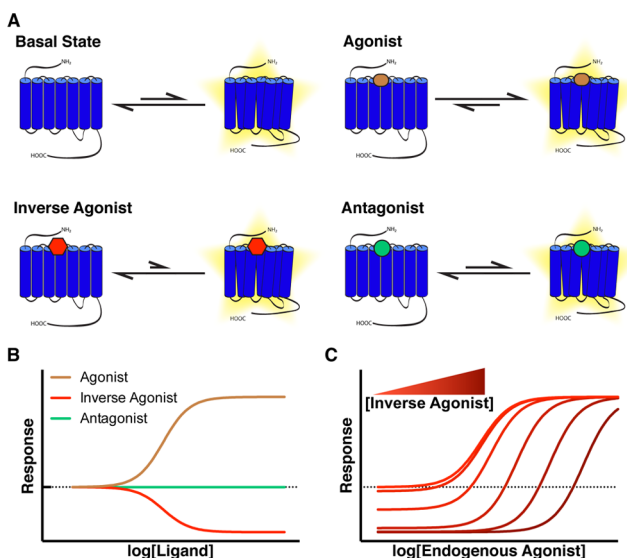 A
Basal State
Agonist
NH₂
NH₂
NH₂
NH₂
HOOC
HOOC
HOOC
HOOC
Inverse Agonist
Antagonist
NH₂
NH₂
NH₂
NH₂
HOOC
HOOC
HOOC
HOOC
B
C
Agonist
Inverse Agonist
Antagonist
[Inverse Agonist]
Response
Response
log[Ligand]
log[Endogenous Agonist]